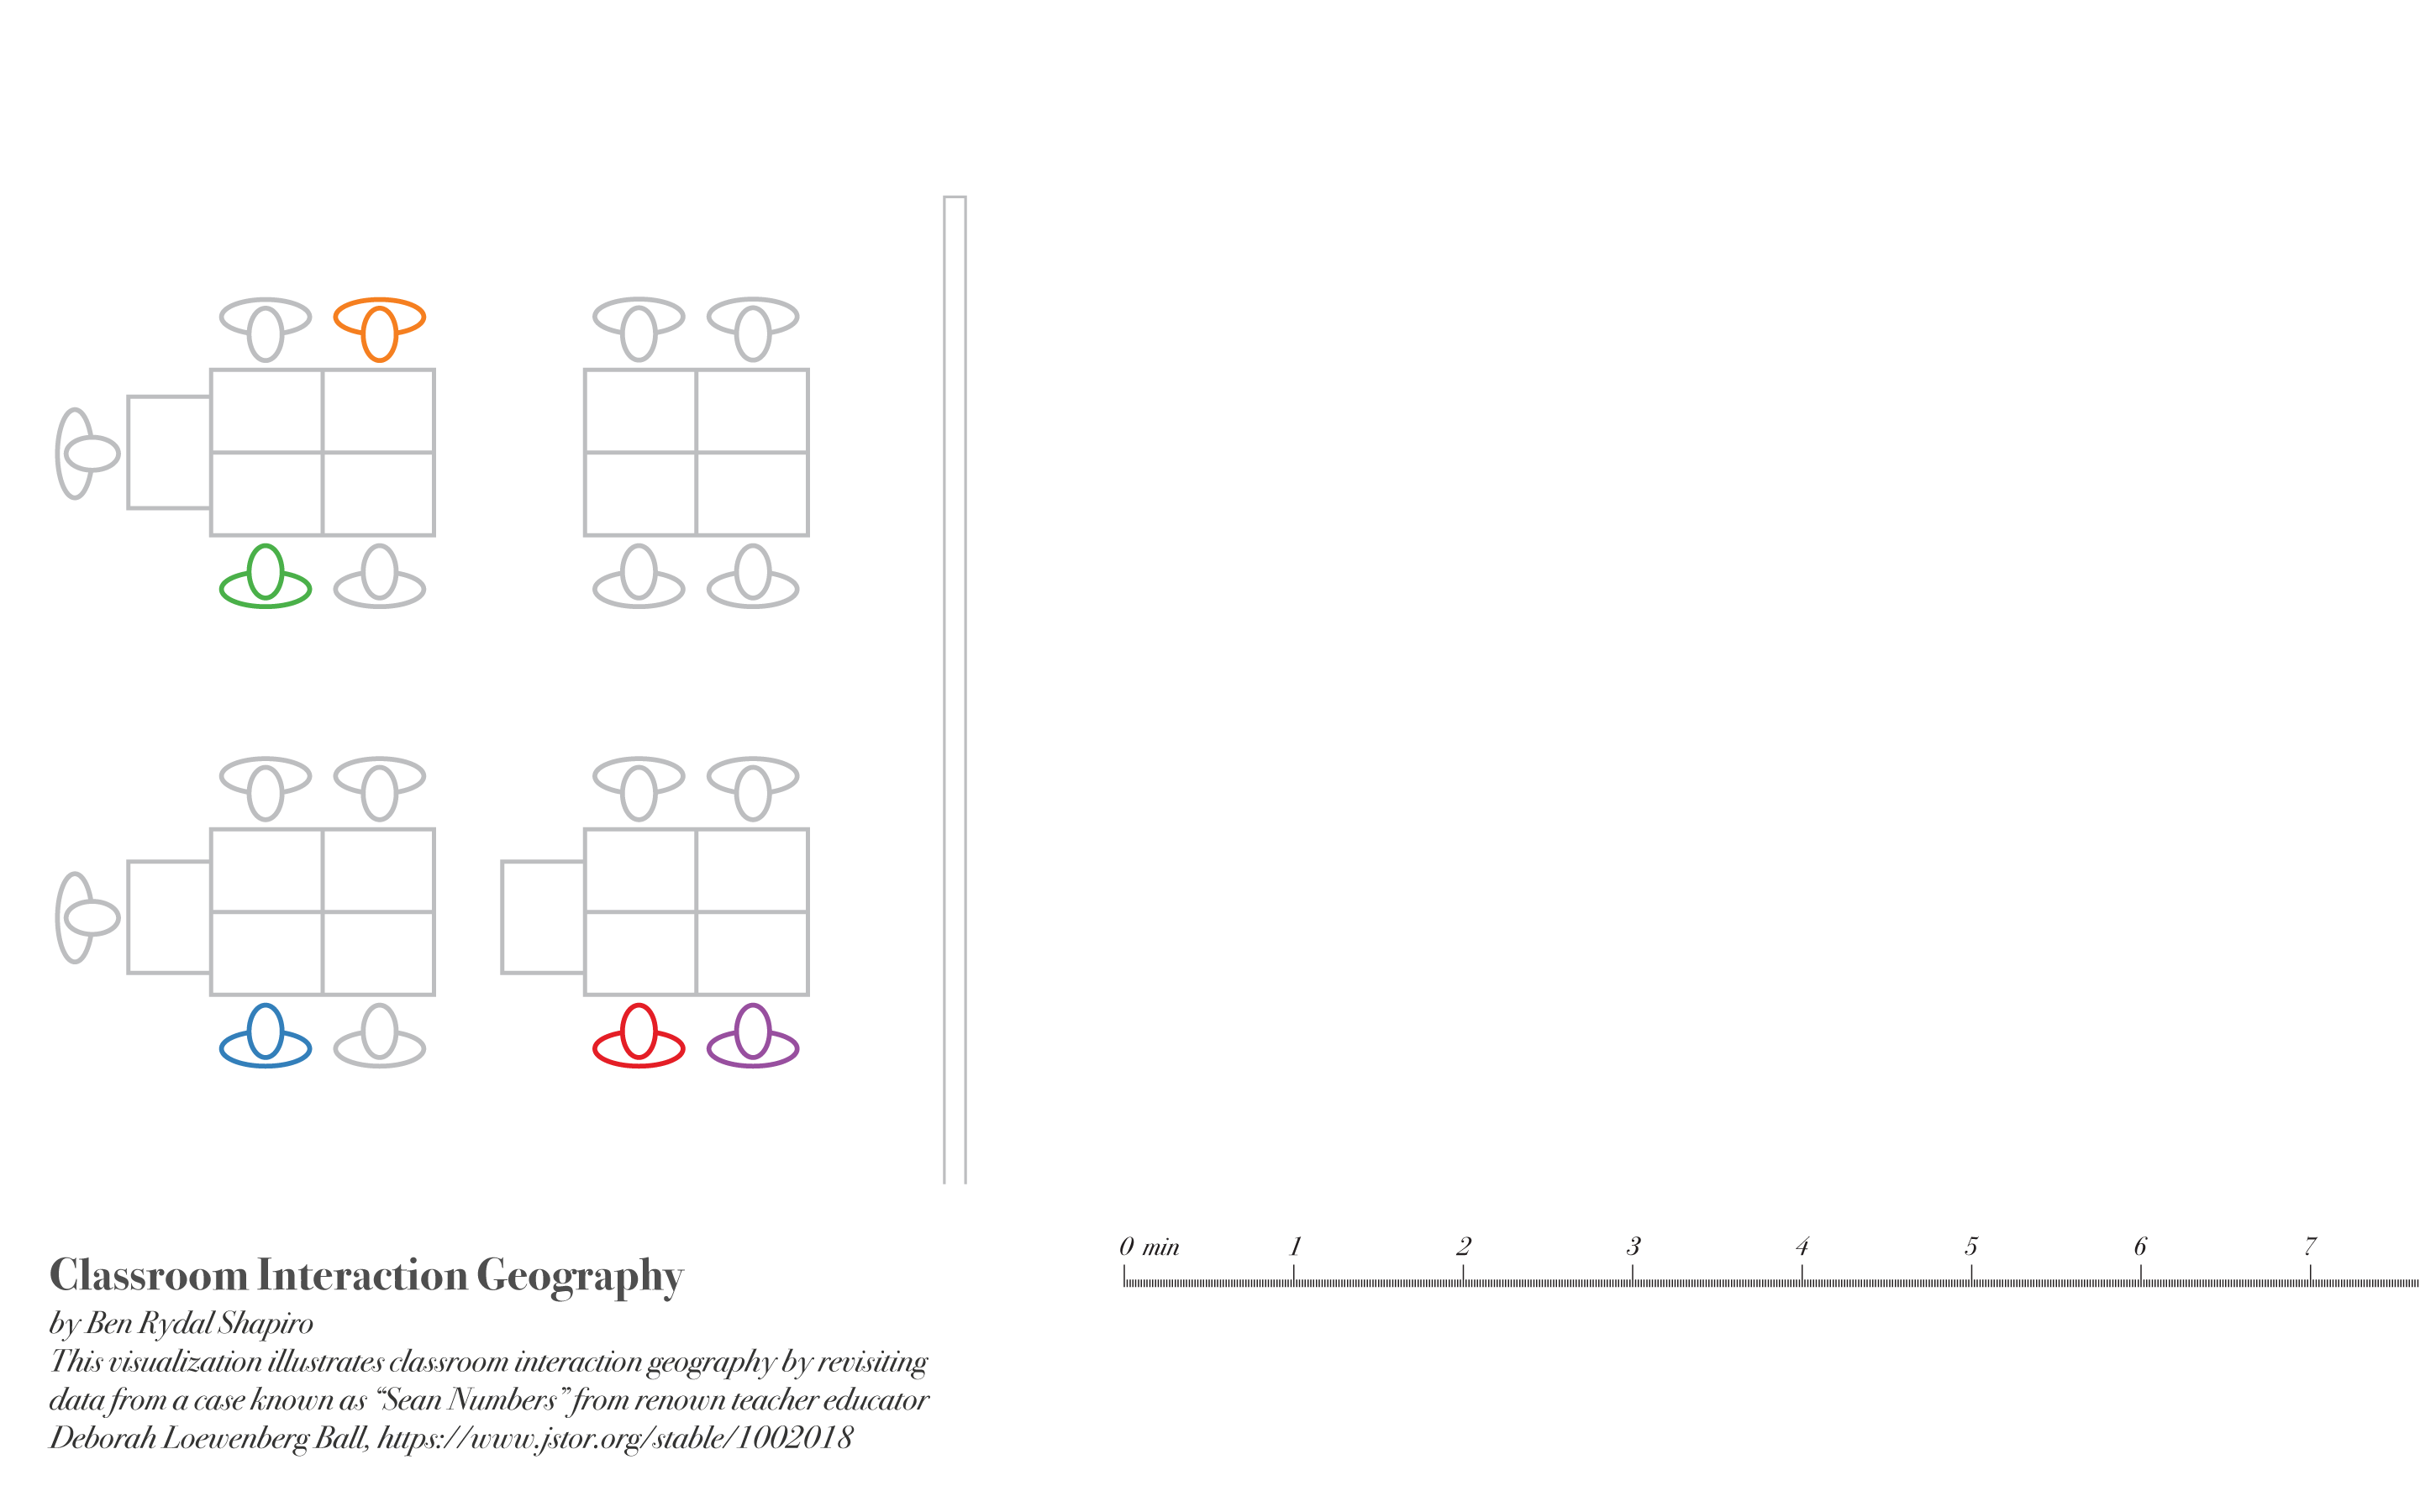 0 min 1 2 3 4 5 6 7
Classroom Interaction Geography
by Ben Rydal Shapiro
This visualization illustrates classroom interaction geography by revisiting
data from a case known as “Sean Numbers” from renown teacher educator
Deborah Loewenberg Ball, https://www.jstor.org/stable/1002018